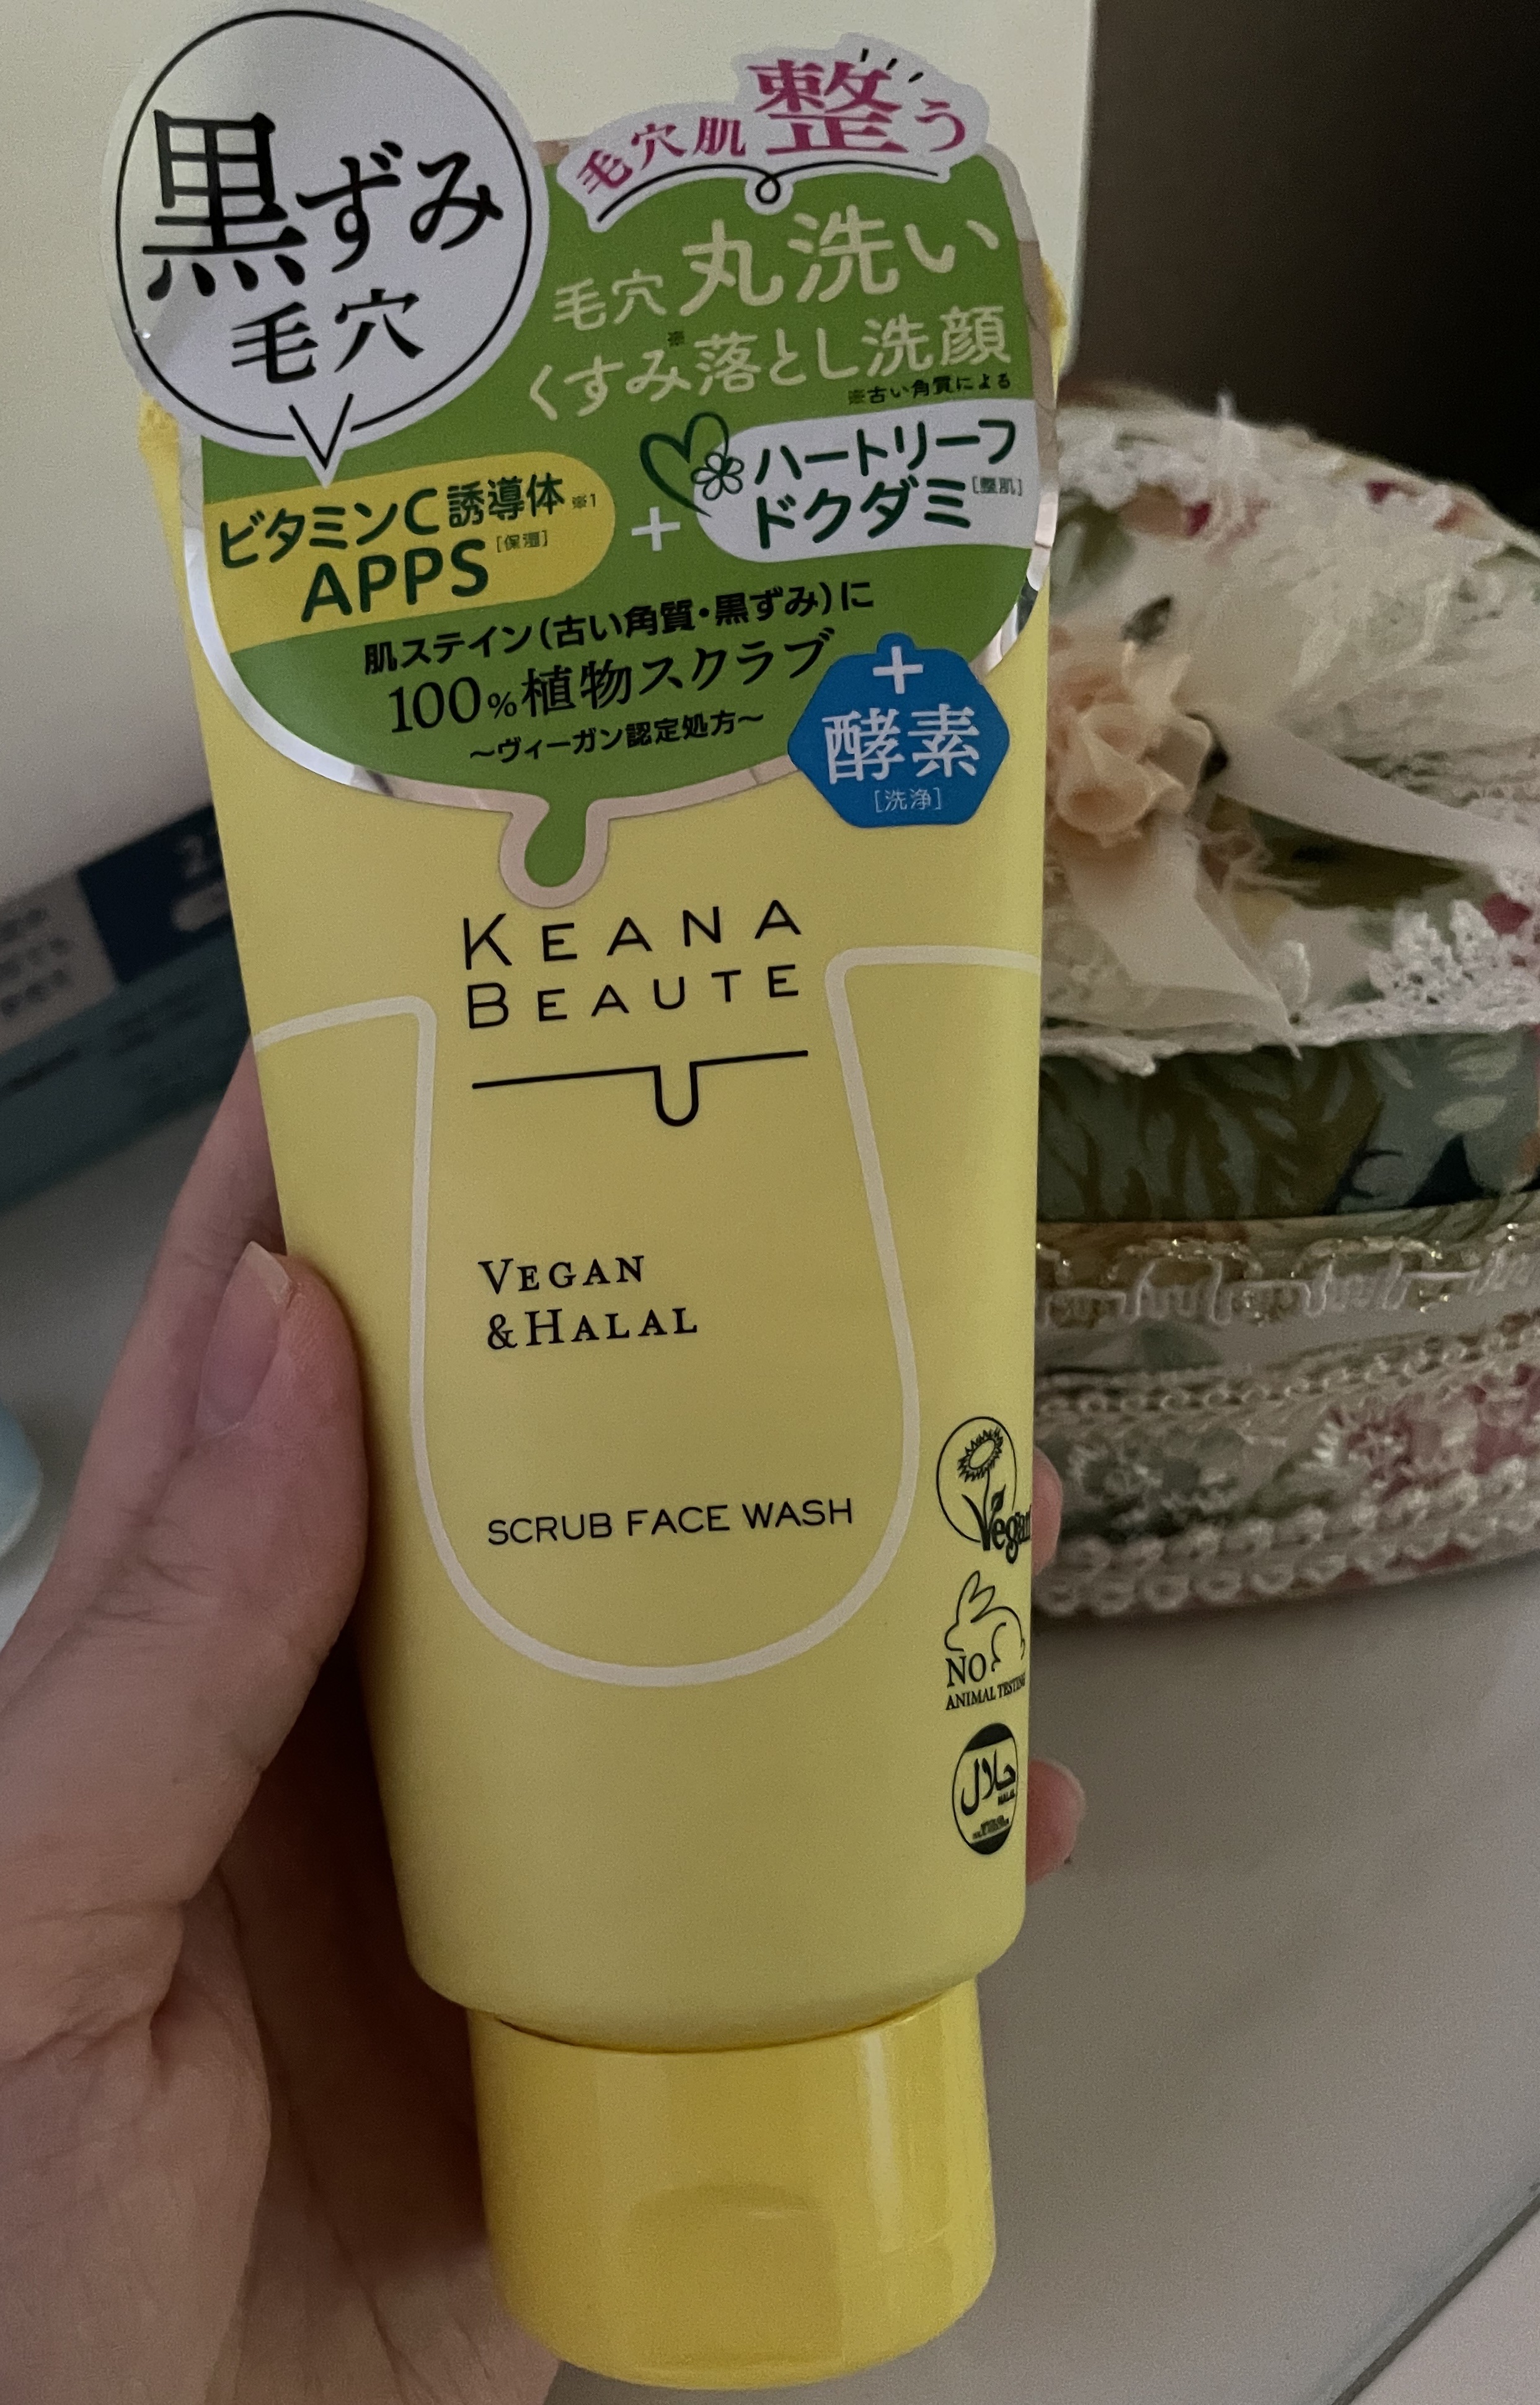 黒ずみ
毛穴
毛穴肌整う
毛穴丸洗い
くすみ※落とし洗顔
※古い角質による
ビタミンC誘導体※1
APPS[保湿]
+
ハートリーフ
ドクダミ[整肌]
肌ステイン(古い角質・黒ずみ)に
100%植物スクラブ
~ヴィーガン認定処方~
+
酵素
[洗浄]
KEANA
BEAUTE
VEGAN
&HALAL
SCRUB FACE WASH
Vegan
NO
ANIMAL TESTING
حلال
HALAL